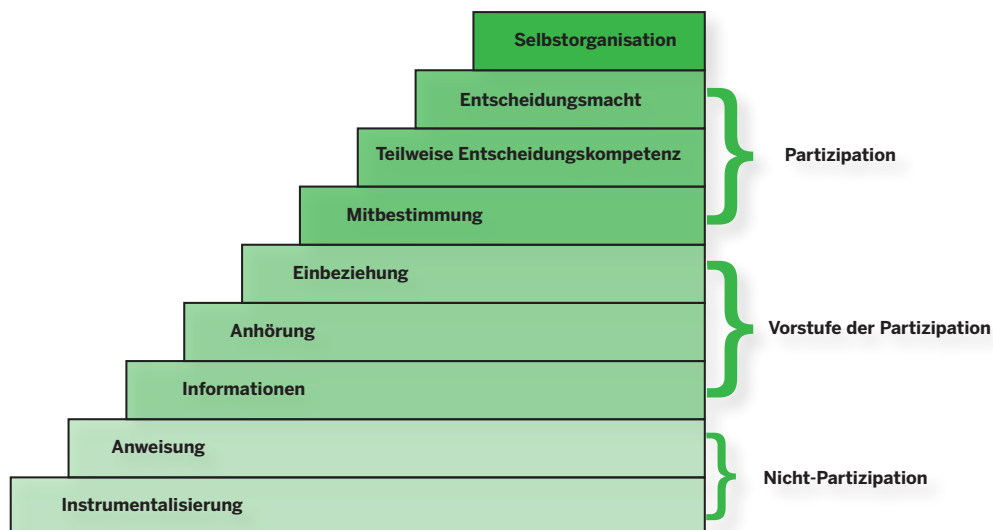 Selbstorganisation
Entscheidungsmacht
Teilweise Entscheidungskompetenz
Partizipation
Mitbestimmung
Einbeziehung
Anhörung
Vorstufe der Partizipation
Informationen
Anweisung
Nicht-Partizipation
Instrumentalisierung